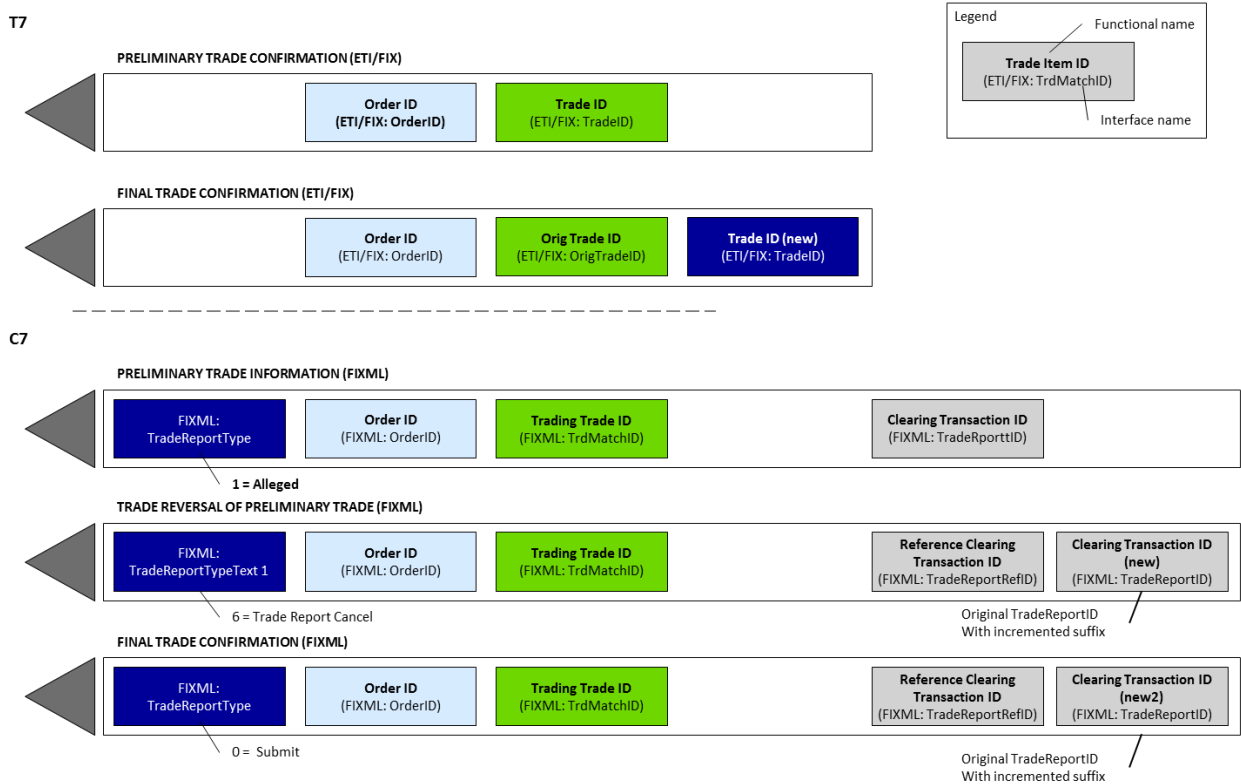 T7
Legend
Functional name
Trade Item ID
(ETI/FIX: TrdMatchID)
Interface name
PRELIMINARY TRADE CONFIRMATION (ETI/FIX)
Order ID
(ETI/FIX: OrderID)
Trade ID
(ETI/FIX: TradeID)
FINAL TRADE CONFIRMATION (ETI/FIX)
Order ID
(ETI/FIX: OrderID)
Orig Trade ID
(ETI/FIX: OrigTradeID)
Trade ID (new)
(ETI/FIX: TradeID)
C7
PRELIMINARY TRADE INFORMATION (FIXML)
FIXML:
TradeReportType
Order ID
(FIXML: OrderID)
Trading Trade ID
(FIXML: TrdMatchID)
Clearing Transaction ID
(FIXML: TradeRporttID)
1 = Alleged
TRADE REVERSAL OF PRELIMINARY TRADE (FIXML)
FIXML:
TradeReportTypeText 1
Order ID
(FIXML: OrderID)
Trading Trade ID
(FIXML: TrdMatchID)
Reference Clearing
Transaction ID
(FIXML: TradeReportRefID)
Clearing Transaction ID
(new)
(FIXML: TradeReportID)
6 = Trade Report Cancel
Original TradeReportID
With incremented suffix
FINAL TRADE CONFIRMATION (FIXML)
FIXML:
TradeReportType
Order ID
(FIXML: OrderID)
Trading Trade ID
(FIXML: TrdMatchID)
Reference Clearing
Transaction ID
(FIXML: TradeReportRefID)
Clearing Transaction ID
(new2)
(FIXML: TradeReportID)
0 = Submit
Original TradeReportID
With incremented suffix